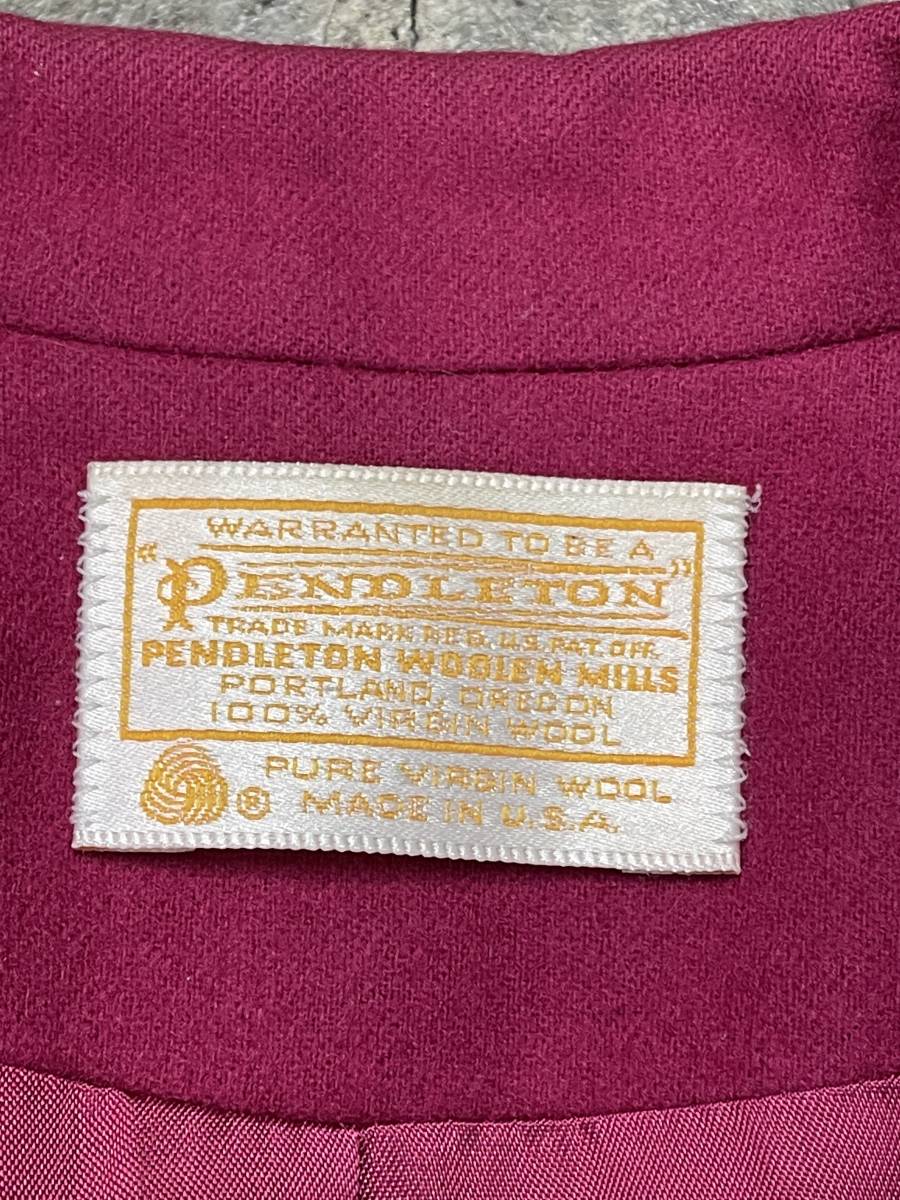 WARRANTED TO BE A
"PENDLETON"
TRADE MARK REG. U.S. PAT. OFF.
PENDLETON WOOLEN MILLS
PORTLAND, OREGON
100% VIRGIN WOOL
PURE VIRGIN WOOL
® MADE IN U.S.A.